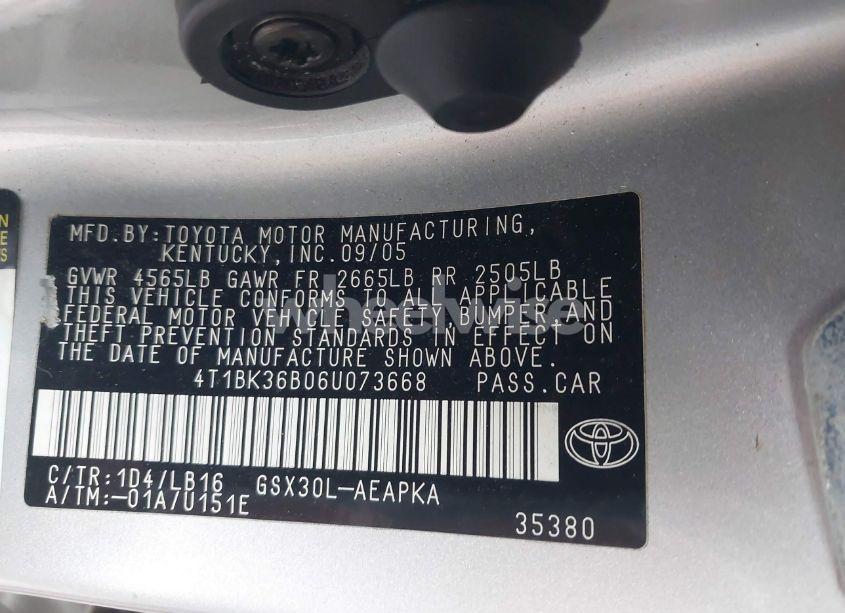 MFD.BY:TOYOTA MOTOR MANUFACTURING,
KENTUCKY,INC.09/05
GVWR 4565LB GAWR FR 2665LB RR 2505LB
THIS VEHICLE CONFORMS TO ALL APPLICABLE
FEDERAL MOTOR VEHICLE SAFETY BUMPER,AND
THEFT PREVENTION STANDARDS IN EFFECT ON
THE DATE OF MANUFACTURE SHOWN ABOVE.
4T1BK36B06U073668 PASS.CAR
C/TR:1D4/LB16 GSX30L-AEAPKA
A/TM:-01A/U151E
35380
wheelwire